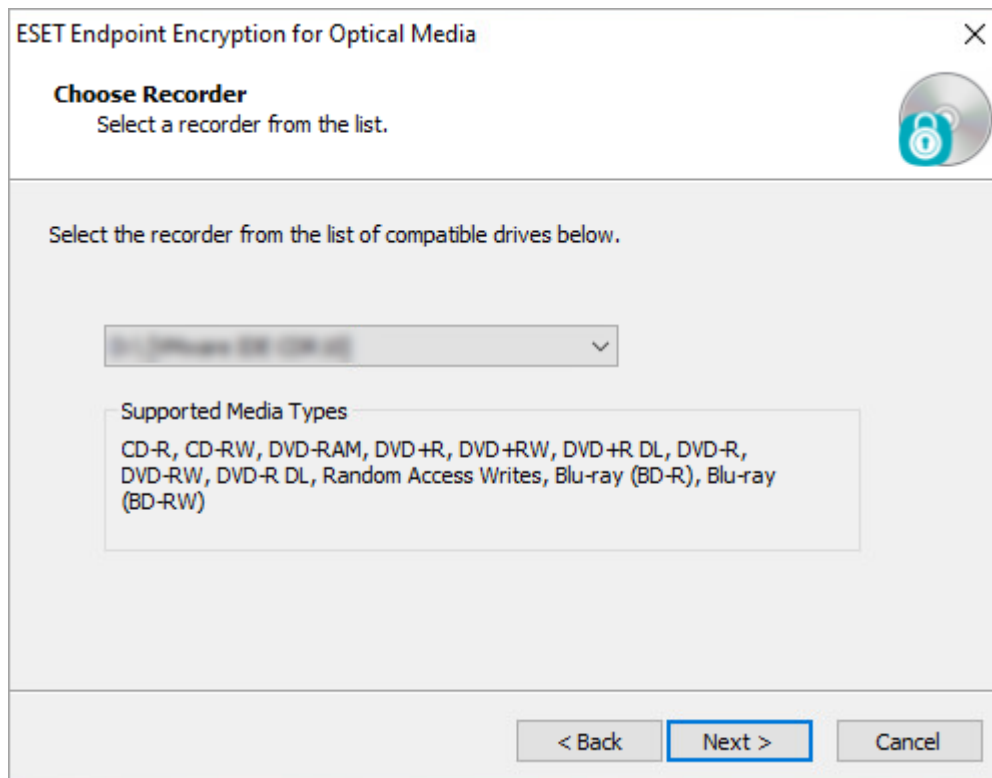 ESET Endpoint Encryption for Optical Media
Choose Recorder
Select a recorder from the list.
Select the recorder from the list of compatible drives below.
Supported Media Types
CD-R, CD-RW, DVD-RAM, DVD+R, DVD+RW, DVD+R DL, DVD-R,
DVD-RW, DVD-R DL, Random Access Writes, Blu-ray (BD-R), Blu-ray
(BD-RW)
< Back
Next >
Cancel